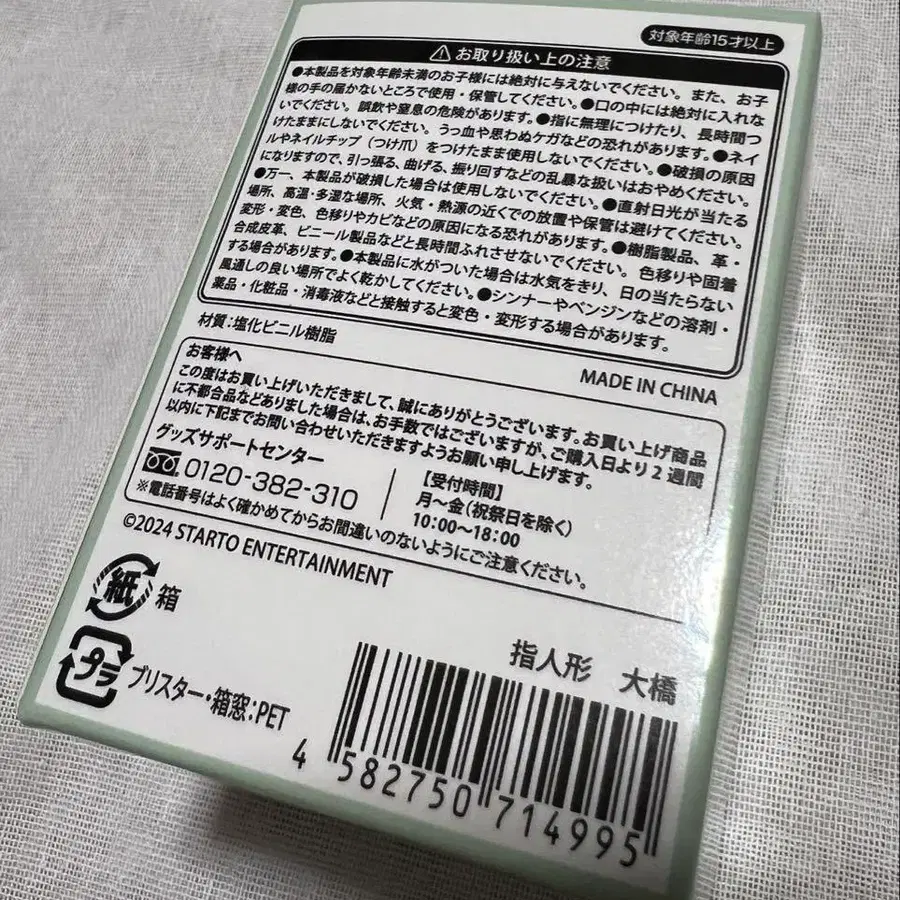 対象年齢15才以上
お取り扱い上の注意
●本製品を対象年齢未満のお子様には絶対に与えないでください。また、お子
様の手の届かないところで使用・保管してください。●口の中には絶対に入れな
いでください。誤飲や窒息の危険があります。●指に無理につけたり、長時間つ
けたままにしないでください。うっ血や思わぬケガなどの恐れがあります。●ネイ
ルやネイルチップ（つけ爪）をつけたまま使用しないでください。●破損の原因
になりますので、引っ張る、曲げる、振り回すなどの乱暴な扱いはおやめください。
●万一、本製品が破損した場合は使用しないでください。●直射日光が当たる
場所、高温・多湿な場所、火気・熱源の近くでの放置や保管は避けてください。
変形・変色、色移りやカビなどの原因になる恐れがあります。●樹脂製品、革・
合成皮革、ビニール製品などと長時間ふれさせないでください。色移りや固着
する場合があります。●本製品に水がついた場合は水気をきり、日の当たらない
風通しの良い場所でよく乾かしてください。●シンナーやベンジンなどの溶剤・
薬品・化粧品・消毒液などと接触すると変色・変形する場合があります。
材質：塩化ビニル樹脂
MADE IN CHINA
お客様へ
この度はお買い上げいただきまして、誠にありがとうございます。お買い上げ商品
に不都合品などありました場合は、お手数ではございますが、ご購入日より2週間
以内に下記までお問い合わせいただきますようお願い申し上げます。
グッズサポートセンター
0120-382-310
【受付時間】
月〜金（祝祭日を除く）
10:00〜18:00
※電話番号はよく確かめてからお間違いのないようにご注意ください。
©2024 STARTO ENTERTAINMENT
紙 箱
プラ ブリスター・箱窓：PET
指人形 大橋
4 582750 714995